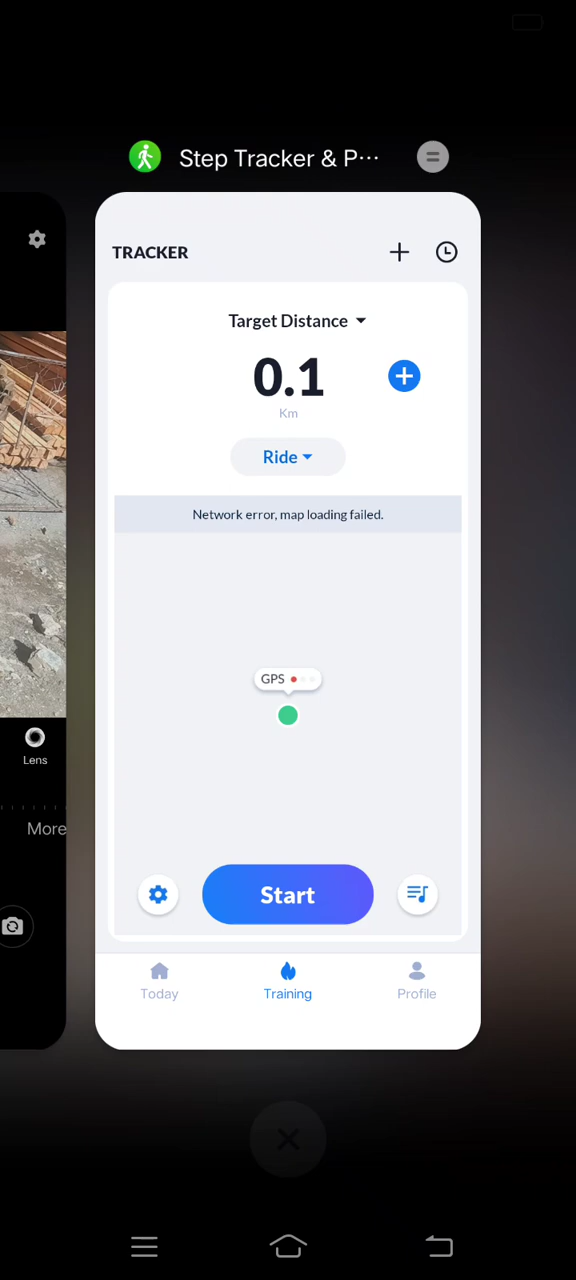 Step Tracker & P···
TRACKER
Target Distance
0.1
Km
Ride
Network error, map loading failed.
GPS
Lens
More
Start
Today
Training
Profile